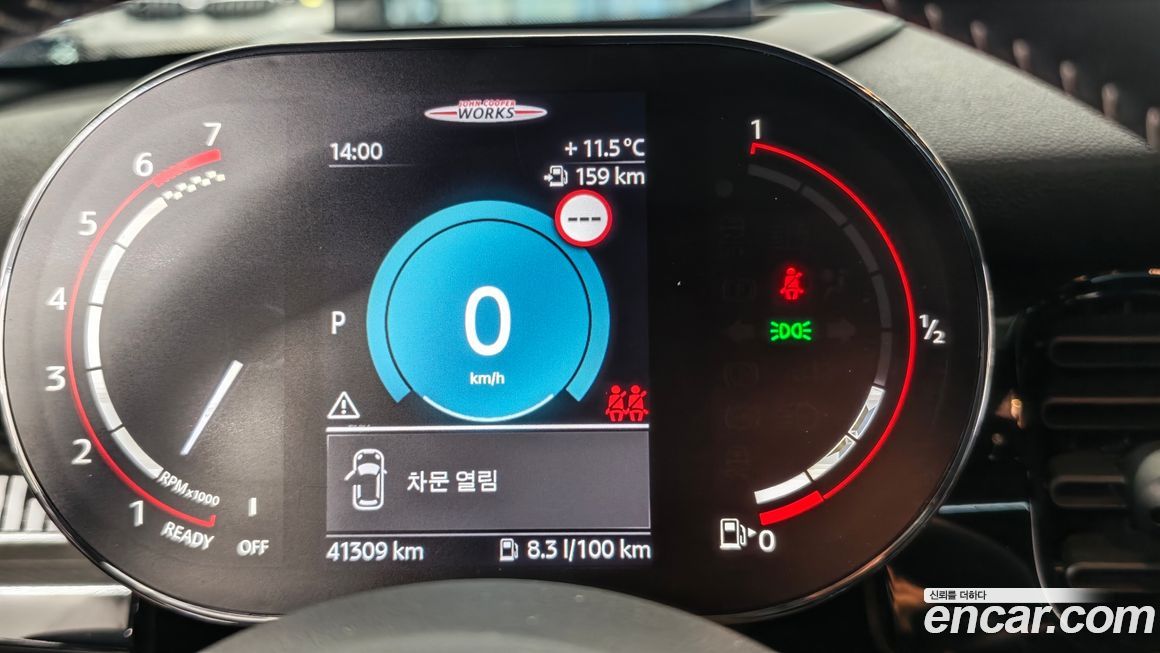 JOHN COOPER
WORKS
14:00
+ 11.5°C
159 km
---
7
6
5
4
3
2
1
RPMx1000
READY
OFF
P
0
km/h
차문 열림
41309 km
8.3 l/100 km
1
1/2
0
신뢰를 더하다
encar.com